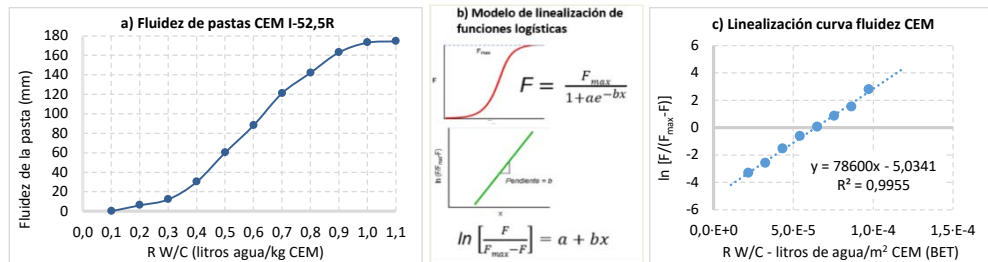 a) Fluidez de pastas CEM I-52,5R
Fluidez de la pasta (mm)
180
160
140
120
100
80
60
40
20
0
0,0 0,1 0,2 0,3 0,4 0,5 0,6 0,7 0,8 0,9 1,0 1,1
R W/C (litros agua/kg CEM)
b) Modelo de linealización de
funciones logísticas
F
Fmax
F = Fmax / 1+ae^-bx
ln (F/Fmax-F)
Pendiente = b
x
ln [F / Fmax-F] = a + bx
c) Linealización curva fluidez CEM
ln [F/(Fmax-F)]
6
4
2
0
-2
-4
-6
y = 78600x - 5,0341
R² = 0,9955
0,0·E+0 5,0·E-5 1,0·E-4
R W/C - litros de agua/m² CEM (BET)